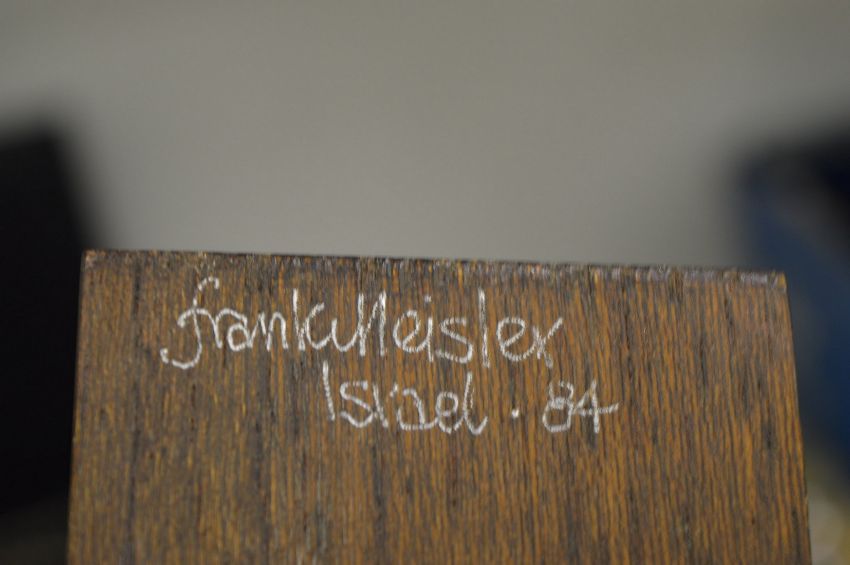 frank Meisler
Israel . 84